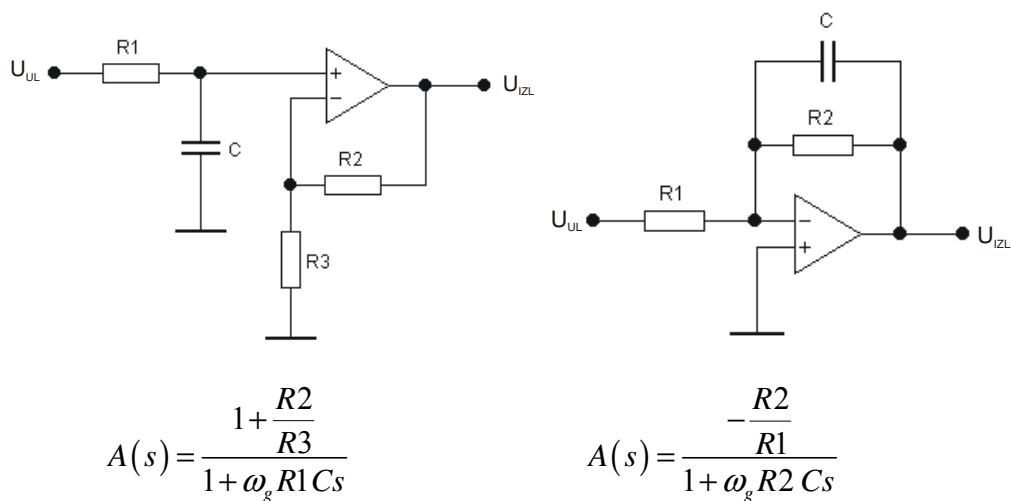 R1
U_UL
+
−
U_IZL
C
R2
R3
C
R2
R1
U_UL
−
+
U_IZL
A(s) = (1 + R2/R3) / (1 + ω_g R1 C s)
A(s) = (− R2/R1) / (1 + ω_g R2 C s)